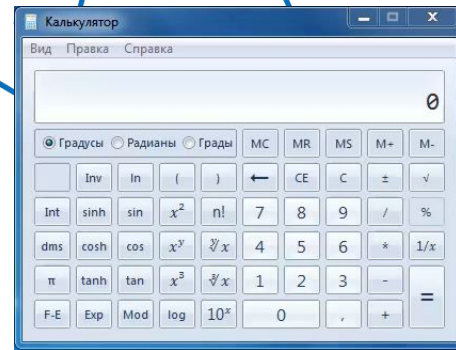 Калькулятор
Вид Правка Справка
0
Градусы Радианы Грады MC MR MS M+ M-
Inv ln ( ) ← CE C ± √
Int sinh sin x² n! 7 8 9 / %
dms cosh cos xʸ ʸ√x 4 5 6 * 1/x
π tanh tan x³ ³√x 1 2 3 - =
F-E Exp Mod log 10ˣ 0 , +